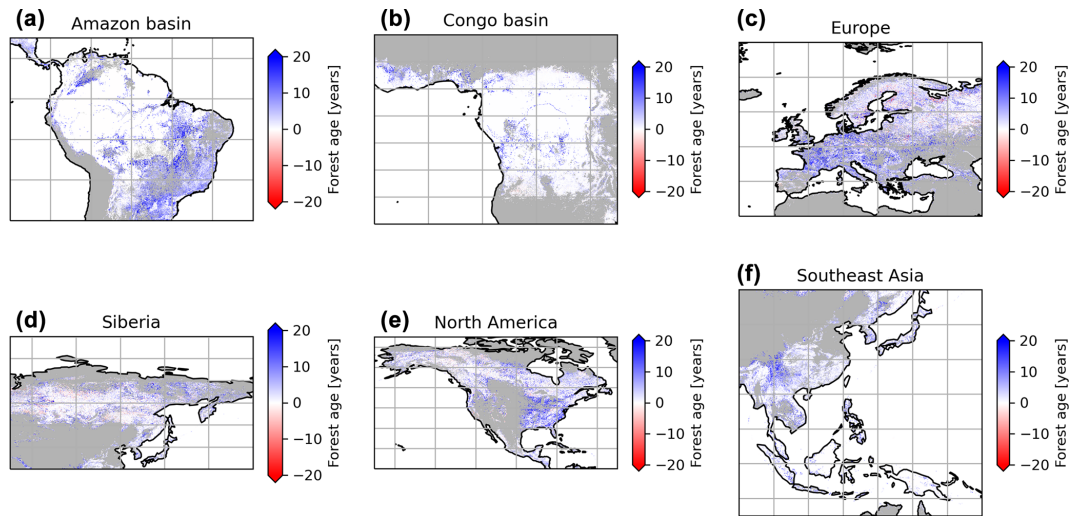 (a)
Amazon basin
20
10
0
−10
−20
Forest age [years]
(b)
Congo basin
20
10
0
−10
−20
Forest age [years]
(c)
Europe
20
10
0
−10
−20
Forest age [years]
(d)
Siberia
20
10
0
−10
−20
Forest age [years]
(e)
North America
20
10
0
−10
−20
Forest age [years]
(f)
Southeast Asia
20
10
0
−10
−20
Forest age [years]